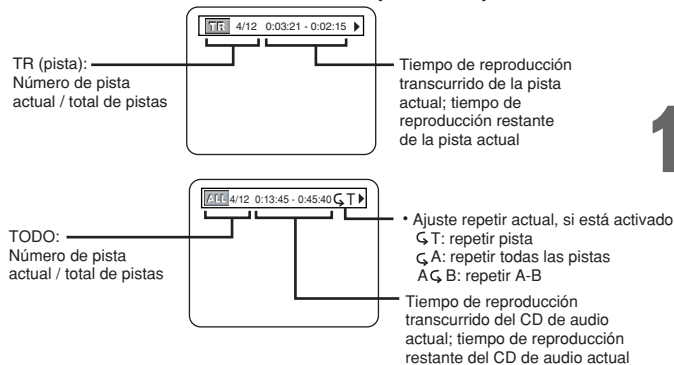 TR 4/12 0:03:21 - 0:02:15
TR (pista):
Número de pista
actual / total de pistas
Tiempo de reproducción
transcurrido de la pista
actual; tiempo de
reproducción restante
de la pista actual
1
ALL 4/12 0:13:45 - 0:45:40 T
TODO:
Número de pista
actual / total de pistas
• Ajuste repetir actual, si está activado
T: repetir pista
A: repetir todas las pistas
A B: repetir A-B
Tiempo de reproducción
transcurrido del CD de audio
actual; tiempo de reproducción
restante del CD de audio actual